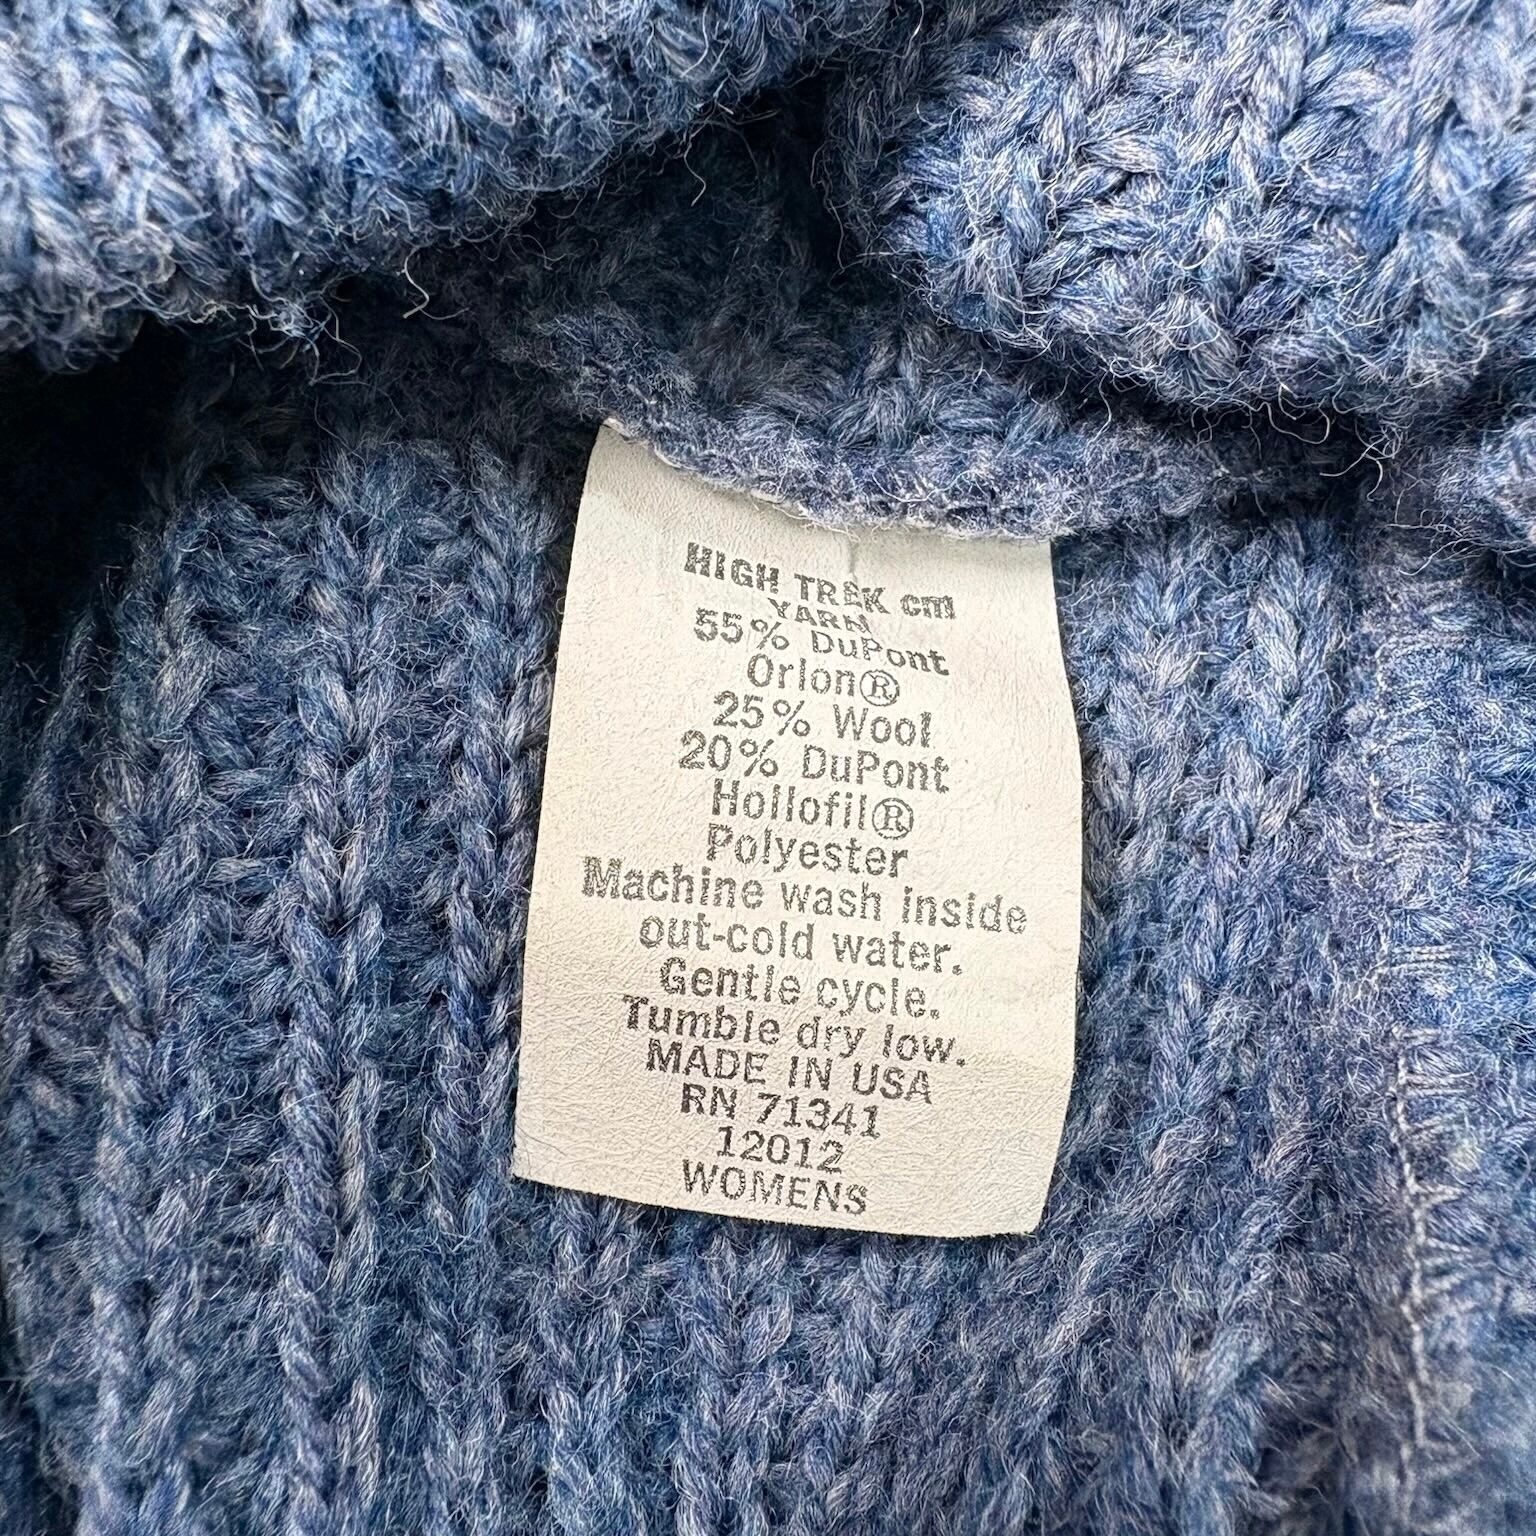 HIGH TREK cm
YARN
55% DuPont
Orlon®
25% Wool
20% DuPont
Hollofil®
Polyester
Machine wash inside
out-cold water.
Gentle cycle.
Tumble dry low.
MADE IN USA
RN 71341
12012
WOMENS